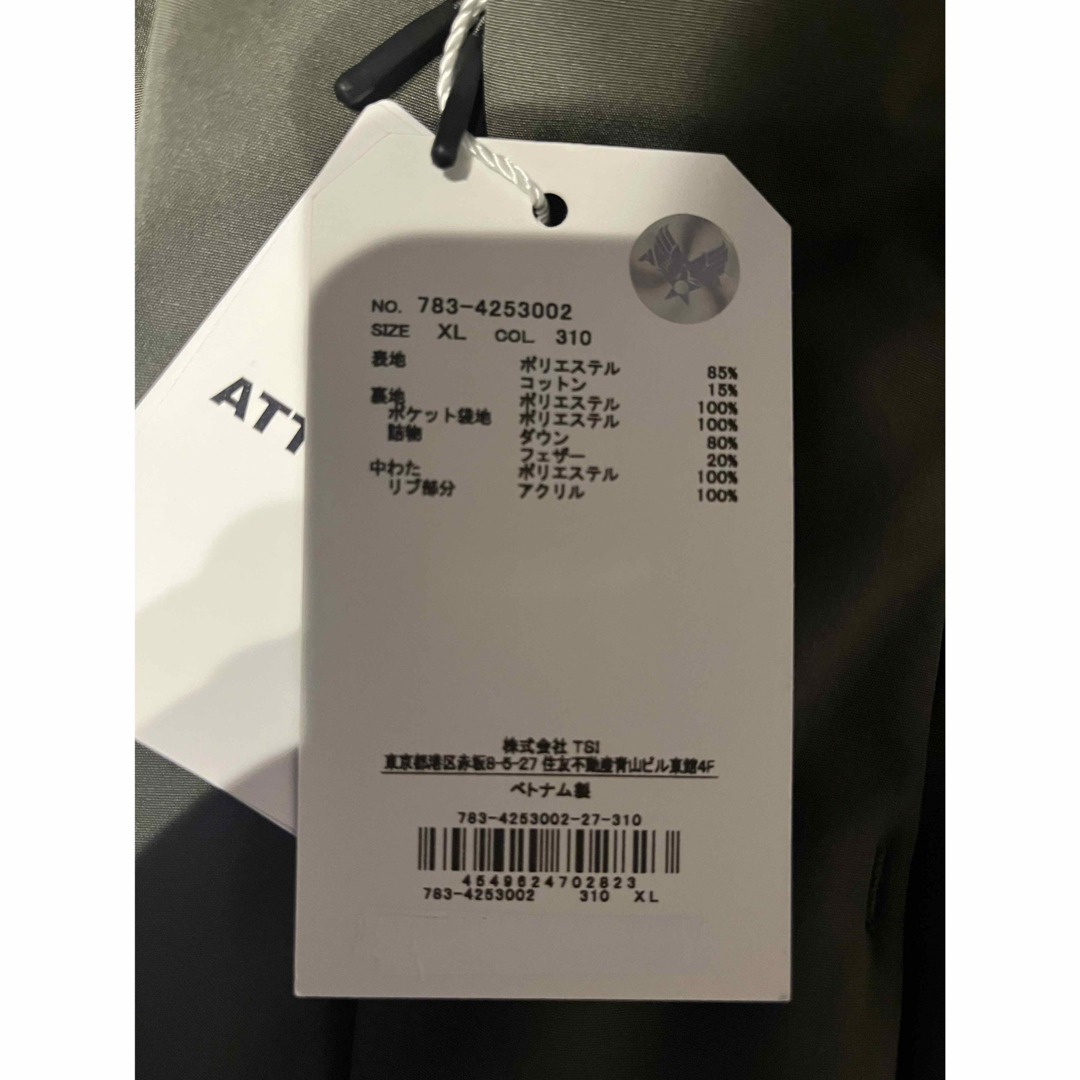 ATT
NO. 783-4253002
SIZE XL COL. 310
表地 ポリエステル 85%
コットン 15%
裏地 ポリエステル 100%
ポケット袋地 ポリエステル 100%
詰物 ダウン 80%
フェザー 20%
中わた ポリエステル 100%
リブ部分 アクリル 100%
株式会社 TSI
東京都港区赤坂8-5-27 住友不動産青山ビル東館4F
ベトナム製
783-4253002-27-310
4549624702823
783-4253002 310 XL